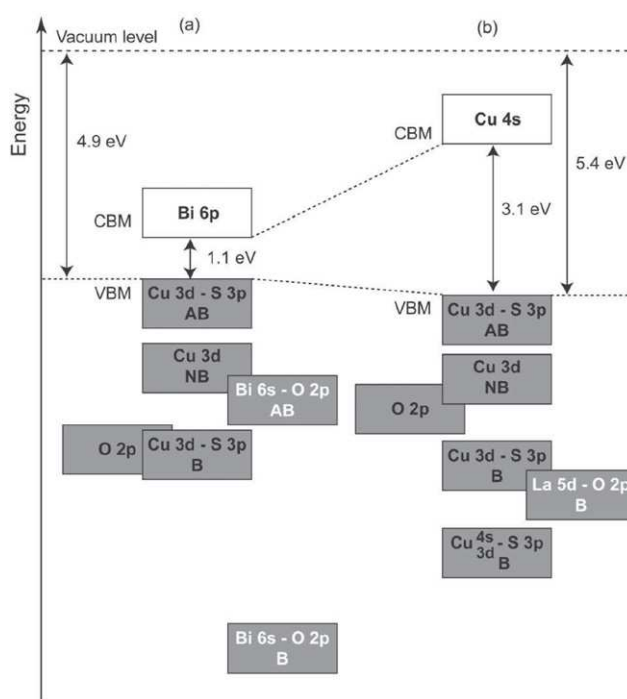 (a)
(b)
Vacuum level
Energy
4.9 eV
CBM
Cu 4s
5.4 eV
3.1 eV
CBM
Bi 6p
1.1 eV
VBM
Cu 3d - S 3p
AB
VBM
Cu 3d - S 3p
AB
Cu 3d
NB
Bi 6s - O 2p
AB
Cu 3d
NB
O 2p
O 2p
Cu 3d - S 3p
B
Cu 3d - S 3p
B
La 5d - O 2p
B
Cu 4s 3d - S 3p
B
Bi 6s - O 2p
B